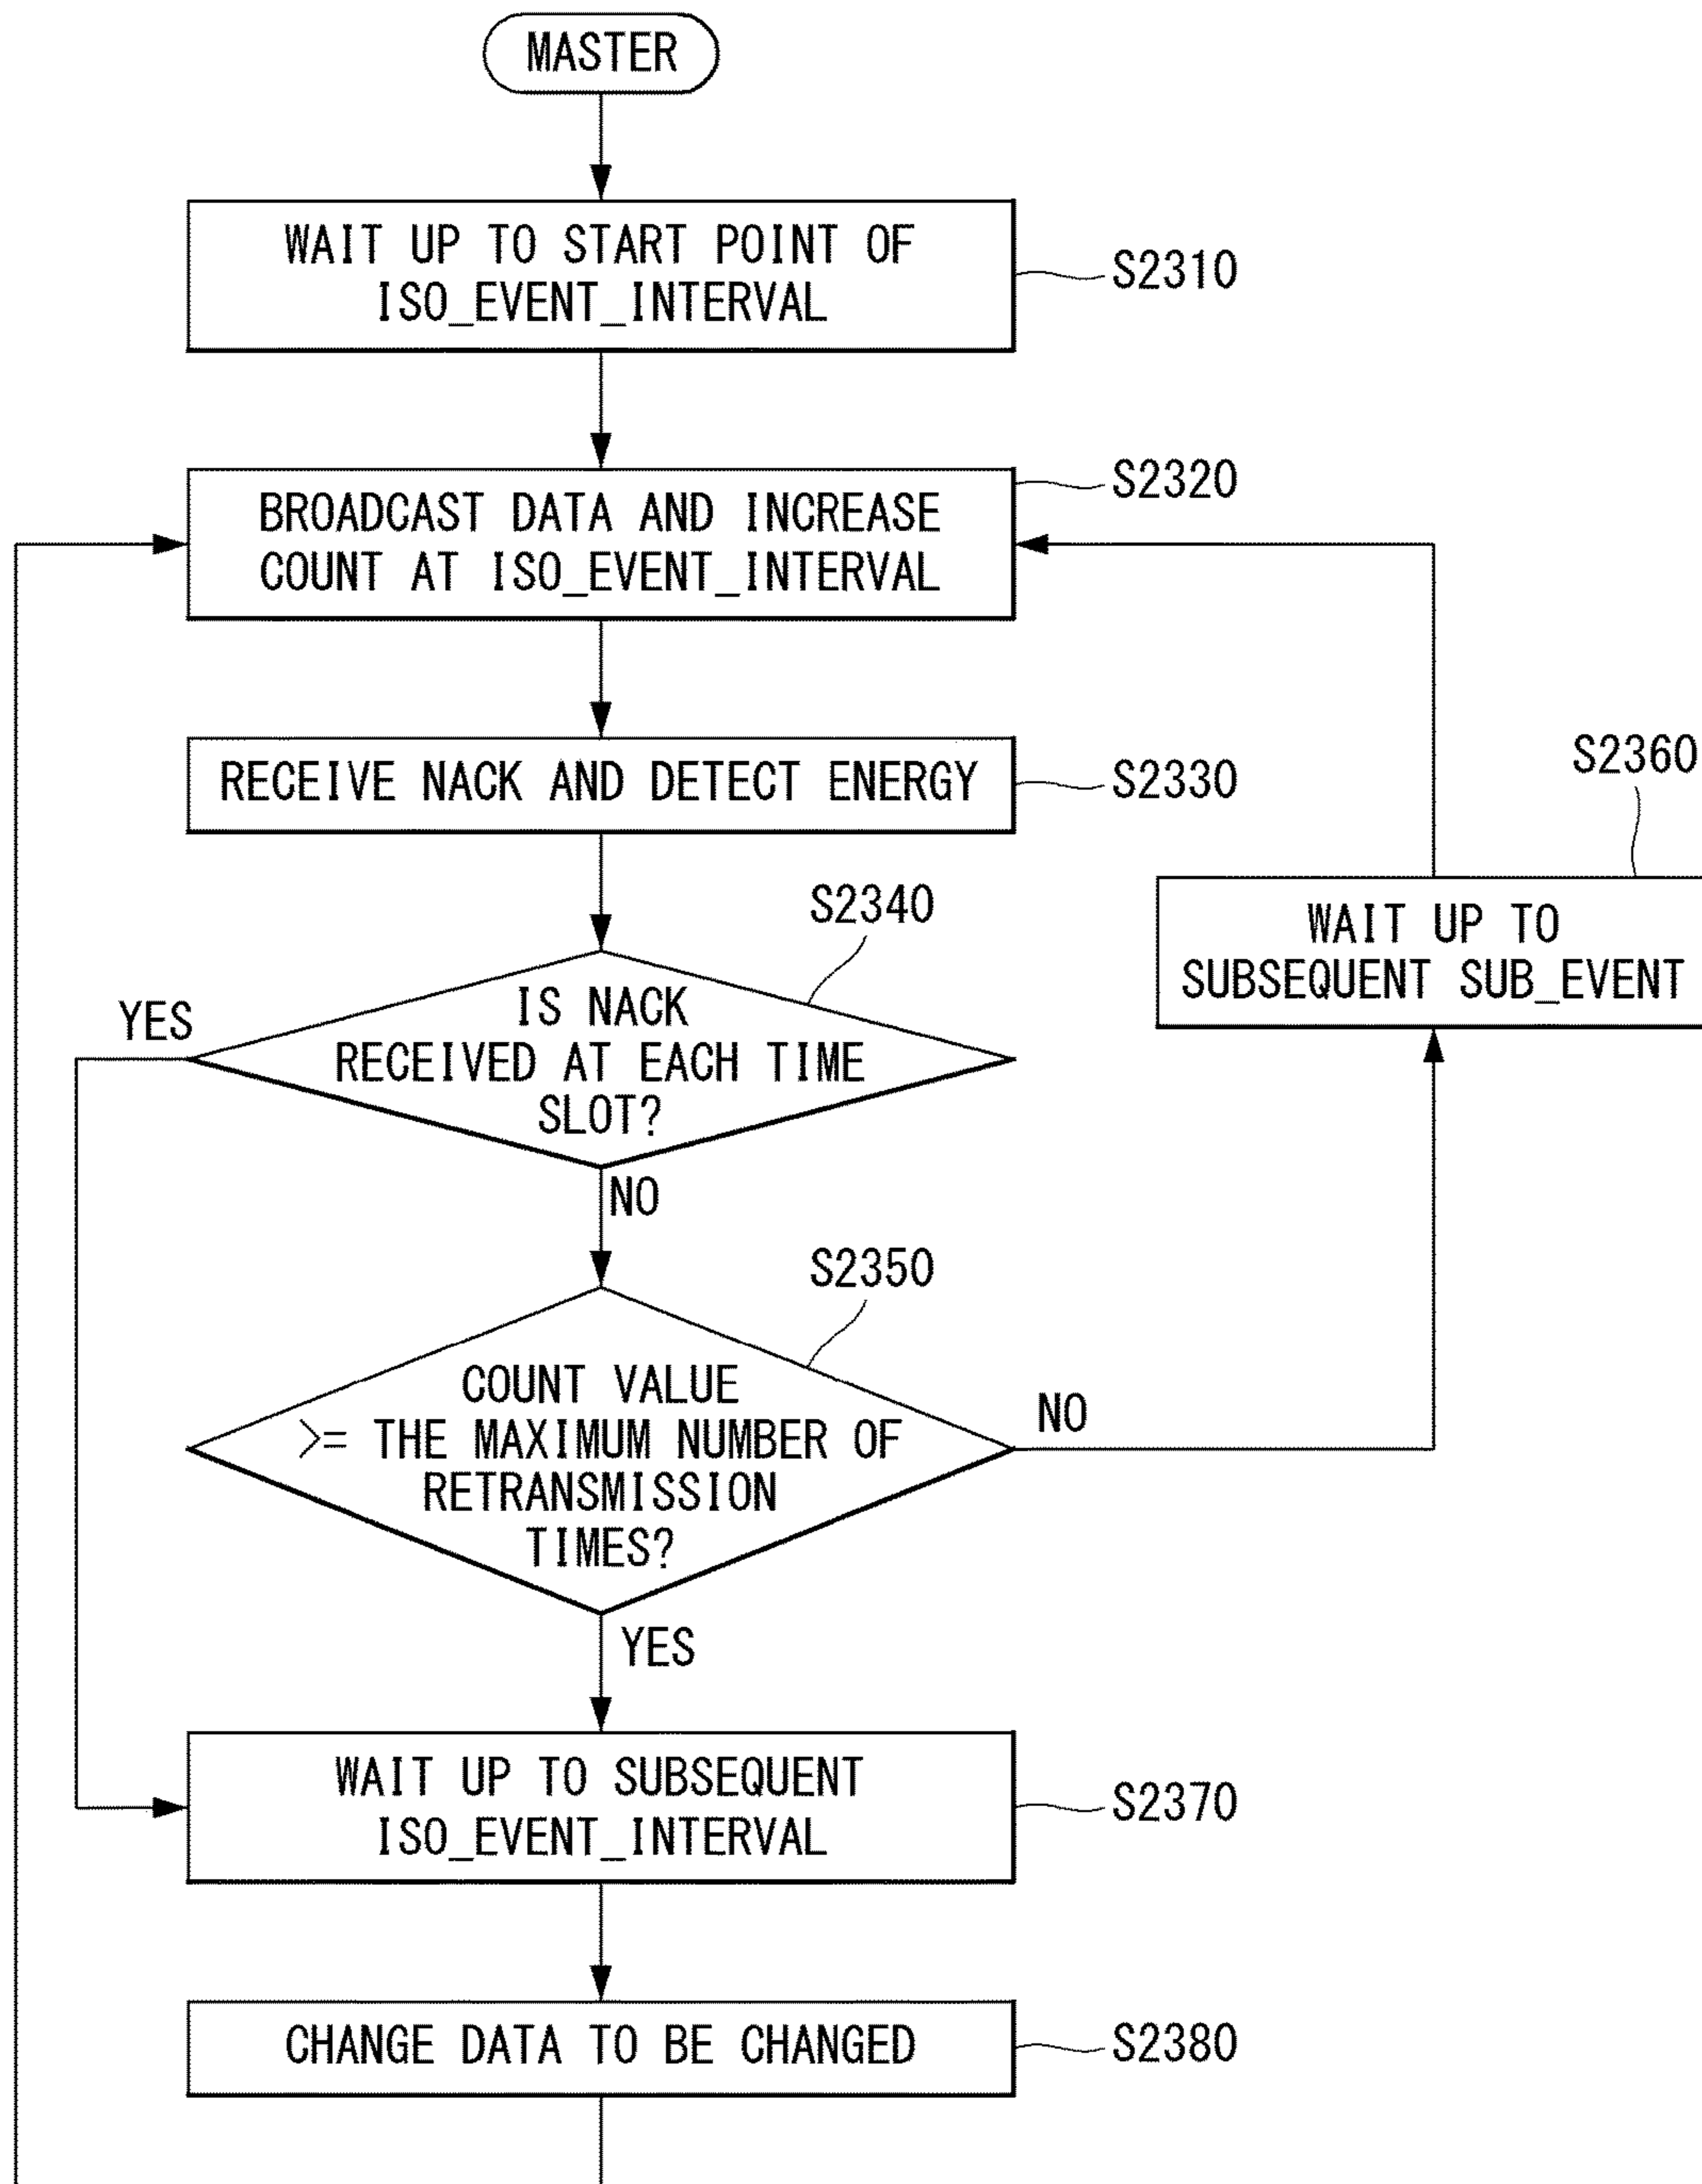 MASTER
WAIT UP TO START POINT OF
ISO_EVENT_INTERVAL
S2310
BROADCAST DATA AND INCREASE
COUNT AT ISO_EVENT_INTERVAL
S2320
RECEIVE NACK AND DETECT ENERGY
S2330
S2360
WAIT UP TO
SUBSEQUENT SUB_EVENT
S2340
YES
IS NACK
RECEIVED AT EACH TIME
SLOT?
NO
S2350
COUNT VALUE
>= THE MAXIMUM NUMBER OF
RETRANSMISSION
TIMES?
NO
YES
WAIT UP TO SUBSEQUENT
ISO_EVENT_INTERVAL
S2370
CHANGE DATA TO BE CHANGED
S2380